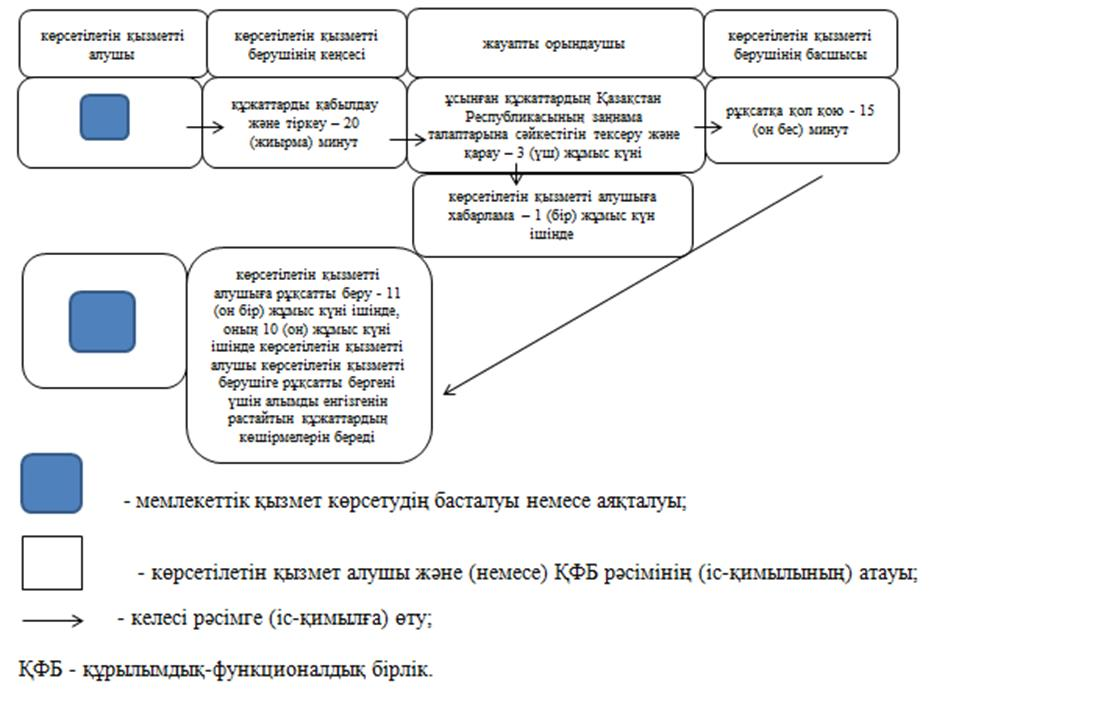 көрсетілетін қызметті
алушы
көрсетілетін қызметті
берушінің кеңсесі
жауапты орындаушы
көрсетілетін қызметті
берушінің басшысы
құжаттарды қабылдау
және тіркеу – 20
(жиырма) минут
ұсынған құжаттардың Қазақстан
Республикасының заңнама
талаптарына сәйкестігін тексеру және
қарау – 3 (үш) жұмыс күні
рұқсатқа қол қою - 15
(он бес) минут
көрсетілетін қызметті алушыға
хабарлама – 1 (бір) жұмыс күн
ішінде
көрсетілетін қызметті
алушыға рұқсатты беру - 11
(он бір) жұмыс күні ішінде,
оның 10 (он) жұмыс күні
ішінде көрсетілетін қызметті
алушы көрсетілетін қызметті
берушіге рұқсатты бергені
үшін алымды енгізгенін
растайтын құжаттардың
көшірмелерін береді
- мемлекеттік қызмет көрсетудің басталуы немесе аяқталуы;
- көрсетілетін қызмет алушы және (немесе) ҚФБ рәсімінің (іс-қимылының) атауы;
- келесі рәсімге (іс-қимылға) өту;
ҚФБ - құрылымдық-функционалдық бірлік.